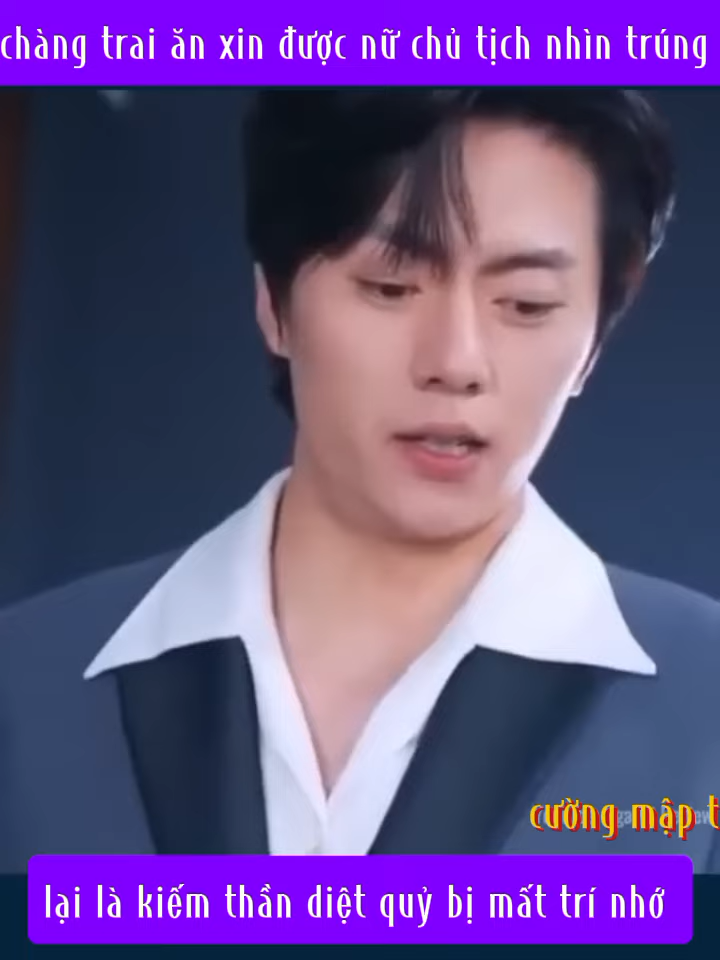 chàng trai ăn xin được nữ chủ tịch nhìn trúng
cường mập
lại là kiếm thần diệt quỷ bị mất trí nhớ